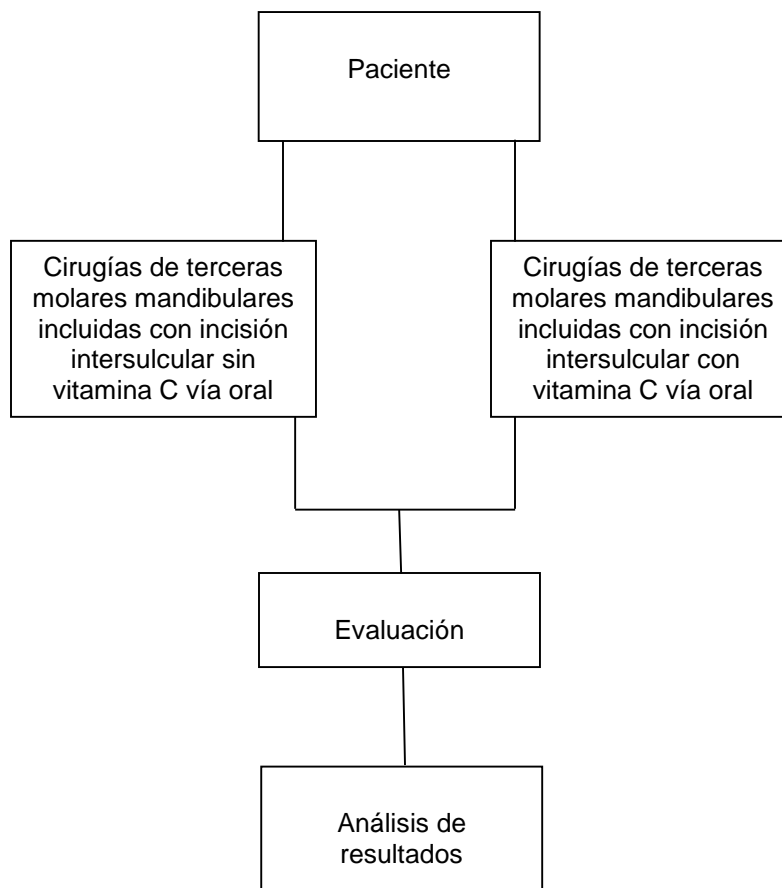 Paciente
Cirugías de terceras
molares mandibulares
incluidas con incisión
intersulcular sin
vitamina C vía oral
Cirugías de terceras
molares mandibulares
incluidas con incisión
intersulcular con
vitamina C vía oral
Evaluación
Análisis de
resultados